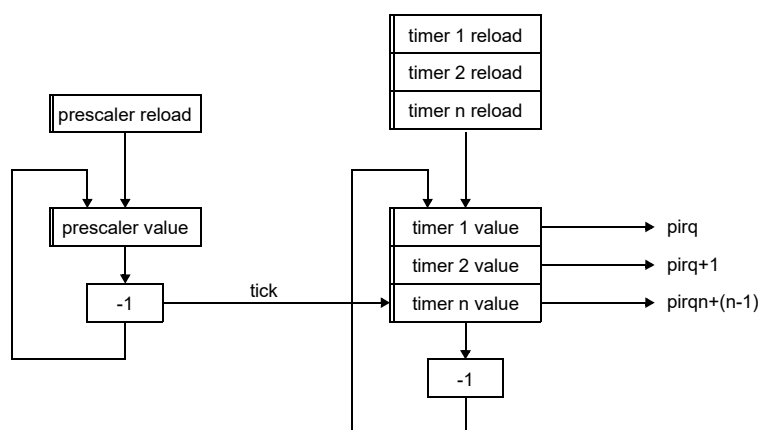 timer 1 reload
timer 2 reload
timer n reload
prescaler reload
prescaler value
-1
tick
timer 1 value
timer 2 value
timer n value
pirq
pirq+1
pirqn+(n-1)
-1